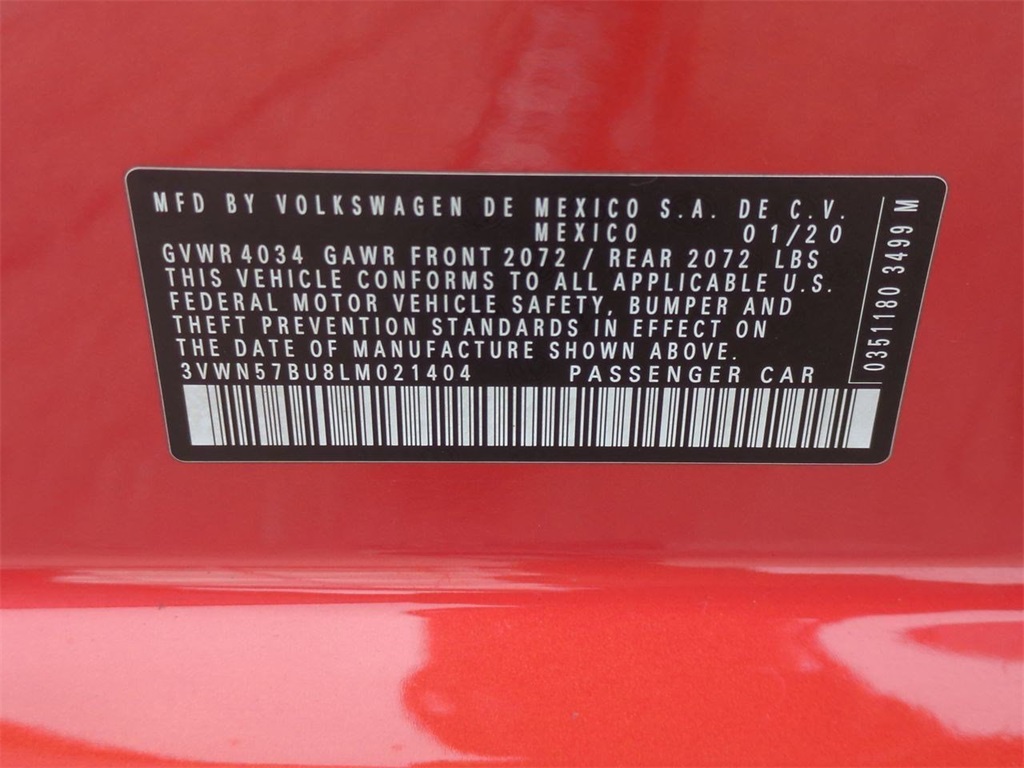 MFD BY VOLKSWAGEN DE MEXICO S.A. DE C.V.
MEXICO 01/20
GVWR 4034 GAWR FRONT 2072 / REAR 2072 LBS
THIS VEHICLE CONFORMS TO ALL APPLICABLE U.S.
FEDERAL MOTOR VEHICLE SAFETY, BUMPER AND
THEFT PREVENTION STANDARDS IN EFFECT ON
THE DATE OF MANUFACTURE SHOWN ABOVE.
3VWN57BU8LM021404 PASSENGER CAR
0351180 3499 M